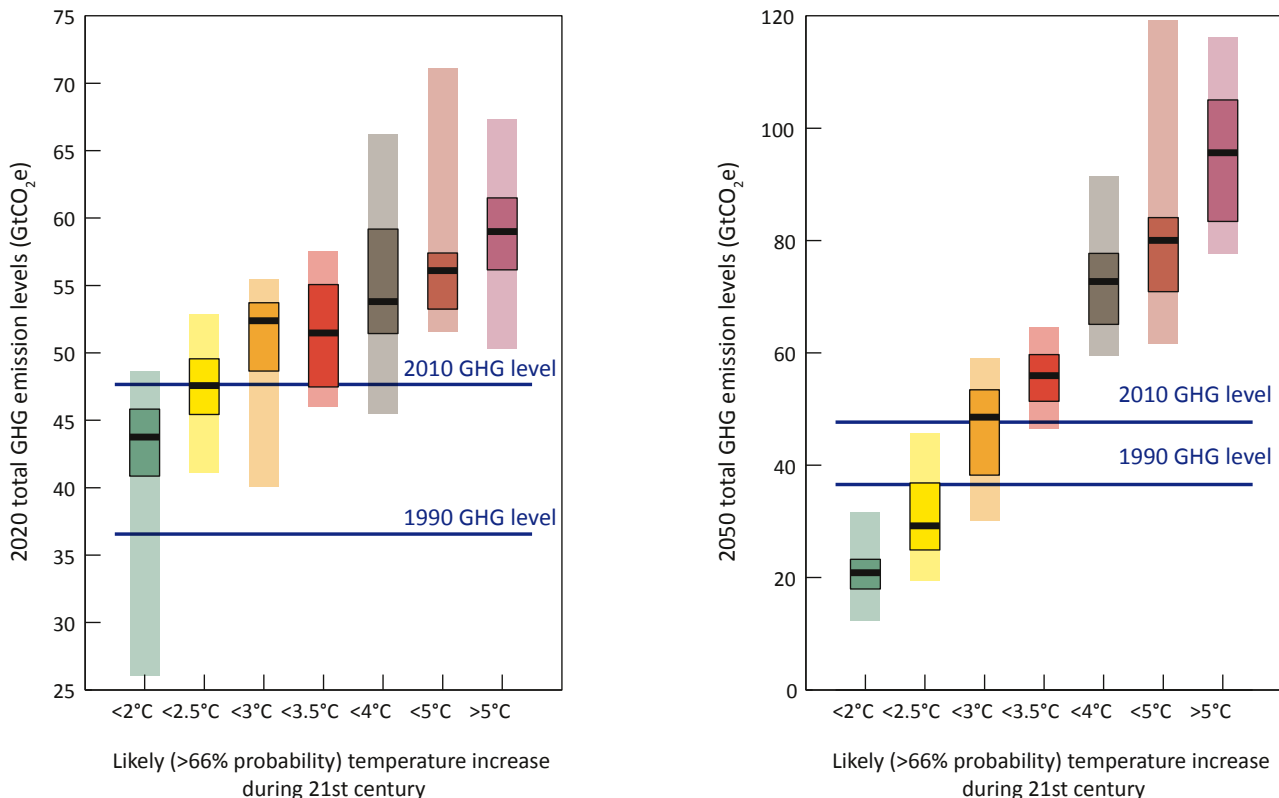 2020 total GHG emission levels (GtCO₂e)
75
70
65
60
55
50
45
40
35
30
25
2010 GHG level
1990 GHG level
<2°C <2.5°C <3°C <3.5°C <4°C <5°C >5°C
Likely (>66% probability) temperature increase
during 21st century
2050 total GHG emission levels (GtCO₂e)
120
100
80
60
40
20
0
2010 GHG level
1990 GHG level
<2°C <2.5°C <3°C <3.5°C <4°C <5°C >5°C
Likely (>66% probability) temperature increase
during 21st century